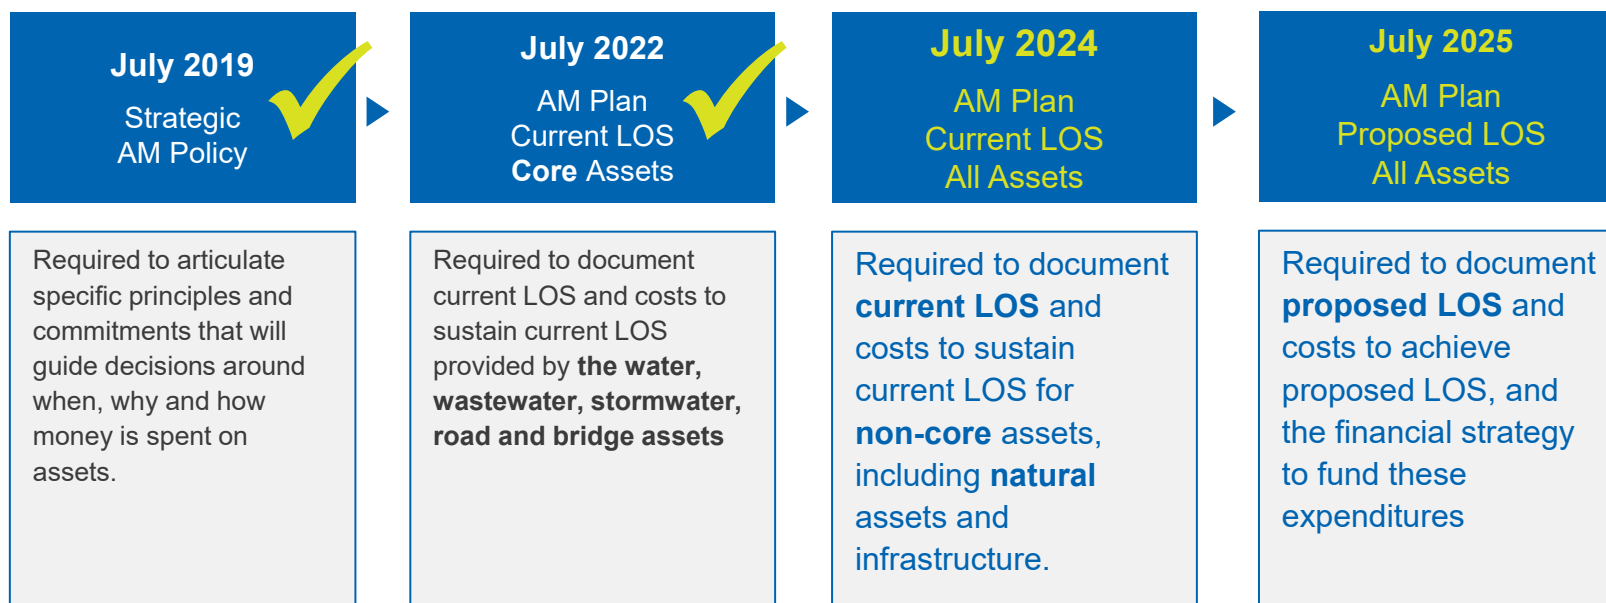 July 2019
Strategic
AM Policy
July 2022
AM Plan
Current LOS
Core Assets
July 2024
AM Plan
Current LOS
All Assets
July 2025
AM Plan
Proposed LOS
All Assets
Required to articulate
specific principles and
commitments that will
guide decisions around
when, why and how
money is spent on
assets.
Required to document
current LOS and costs to
sustain current LOS
provided by the water,
wastewater, stormwater,
road and bridge assets
Required to document
current LOS and
costs to sustain
current LOS for
non-core assets,
including natural
assets and
infrastructure.
Required to document
proposed LOS and
costs to achieve
proposed LOS, and
the financial strategy
to fund these
expenditures